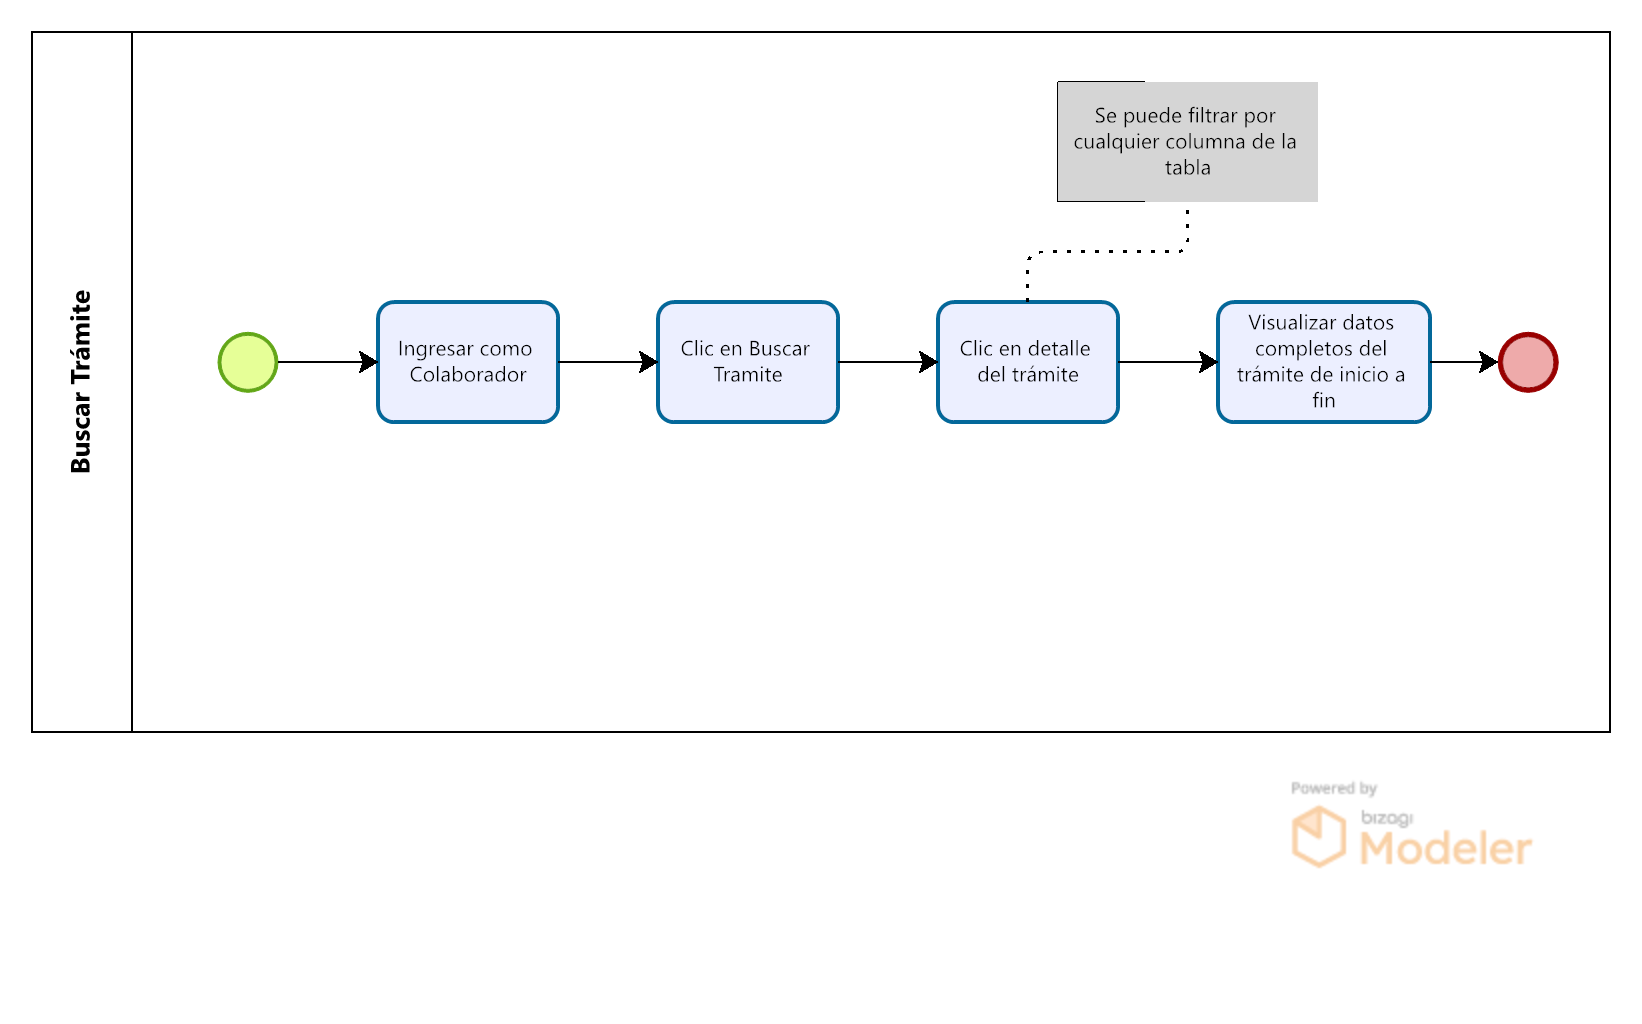 Buscar Trámite
Se puede filtrar por
cualquier columna de la
tabla
Ingresar como
Colaborador
Clic en Buscar
Tramite
Clic en detalle
del trámite
Visualizar datos
completos del
trámite de inicio a
fin
Powered by
bizagi
Modeler